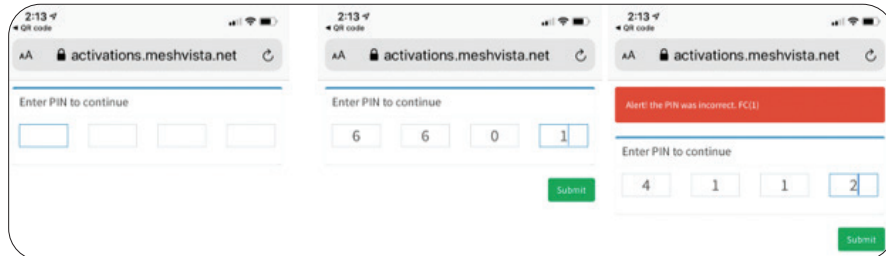 2:13
◀ QR code
AA activations.meshvista.net
Enter PIN to continue
2:13
◀ QR code
AA activations.meshvista.net
Enter PIN to continue
6 6 0 1
Submit
2:13
◀ QR code
AA activations.meshvista.net
Alert! the PIN was incorrect. FC(1)
Enter PIN to continue
4 1 1 2
Submit